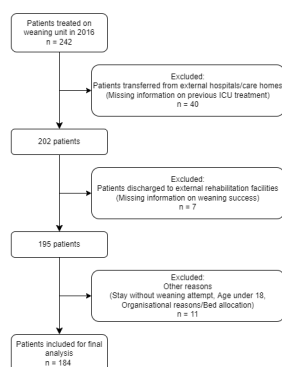 Patients treated on
weaning unit in 2016
n = 242
Excluded:
Patients transferred from external hospitals/care homes
(Missing information on previous ICU treatment)
n = 40
202 patients
Excluded:
Patients discharged to external rehabilitation facilities
(Missing information on weaning success)
n = 7
195 patients
Excluded:
Other reasons
(Stay without weaning attempt, Age under 18,
Organisational reasons/Bed allocation)
n = 11
Patients included for final
analysis
n = 184